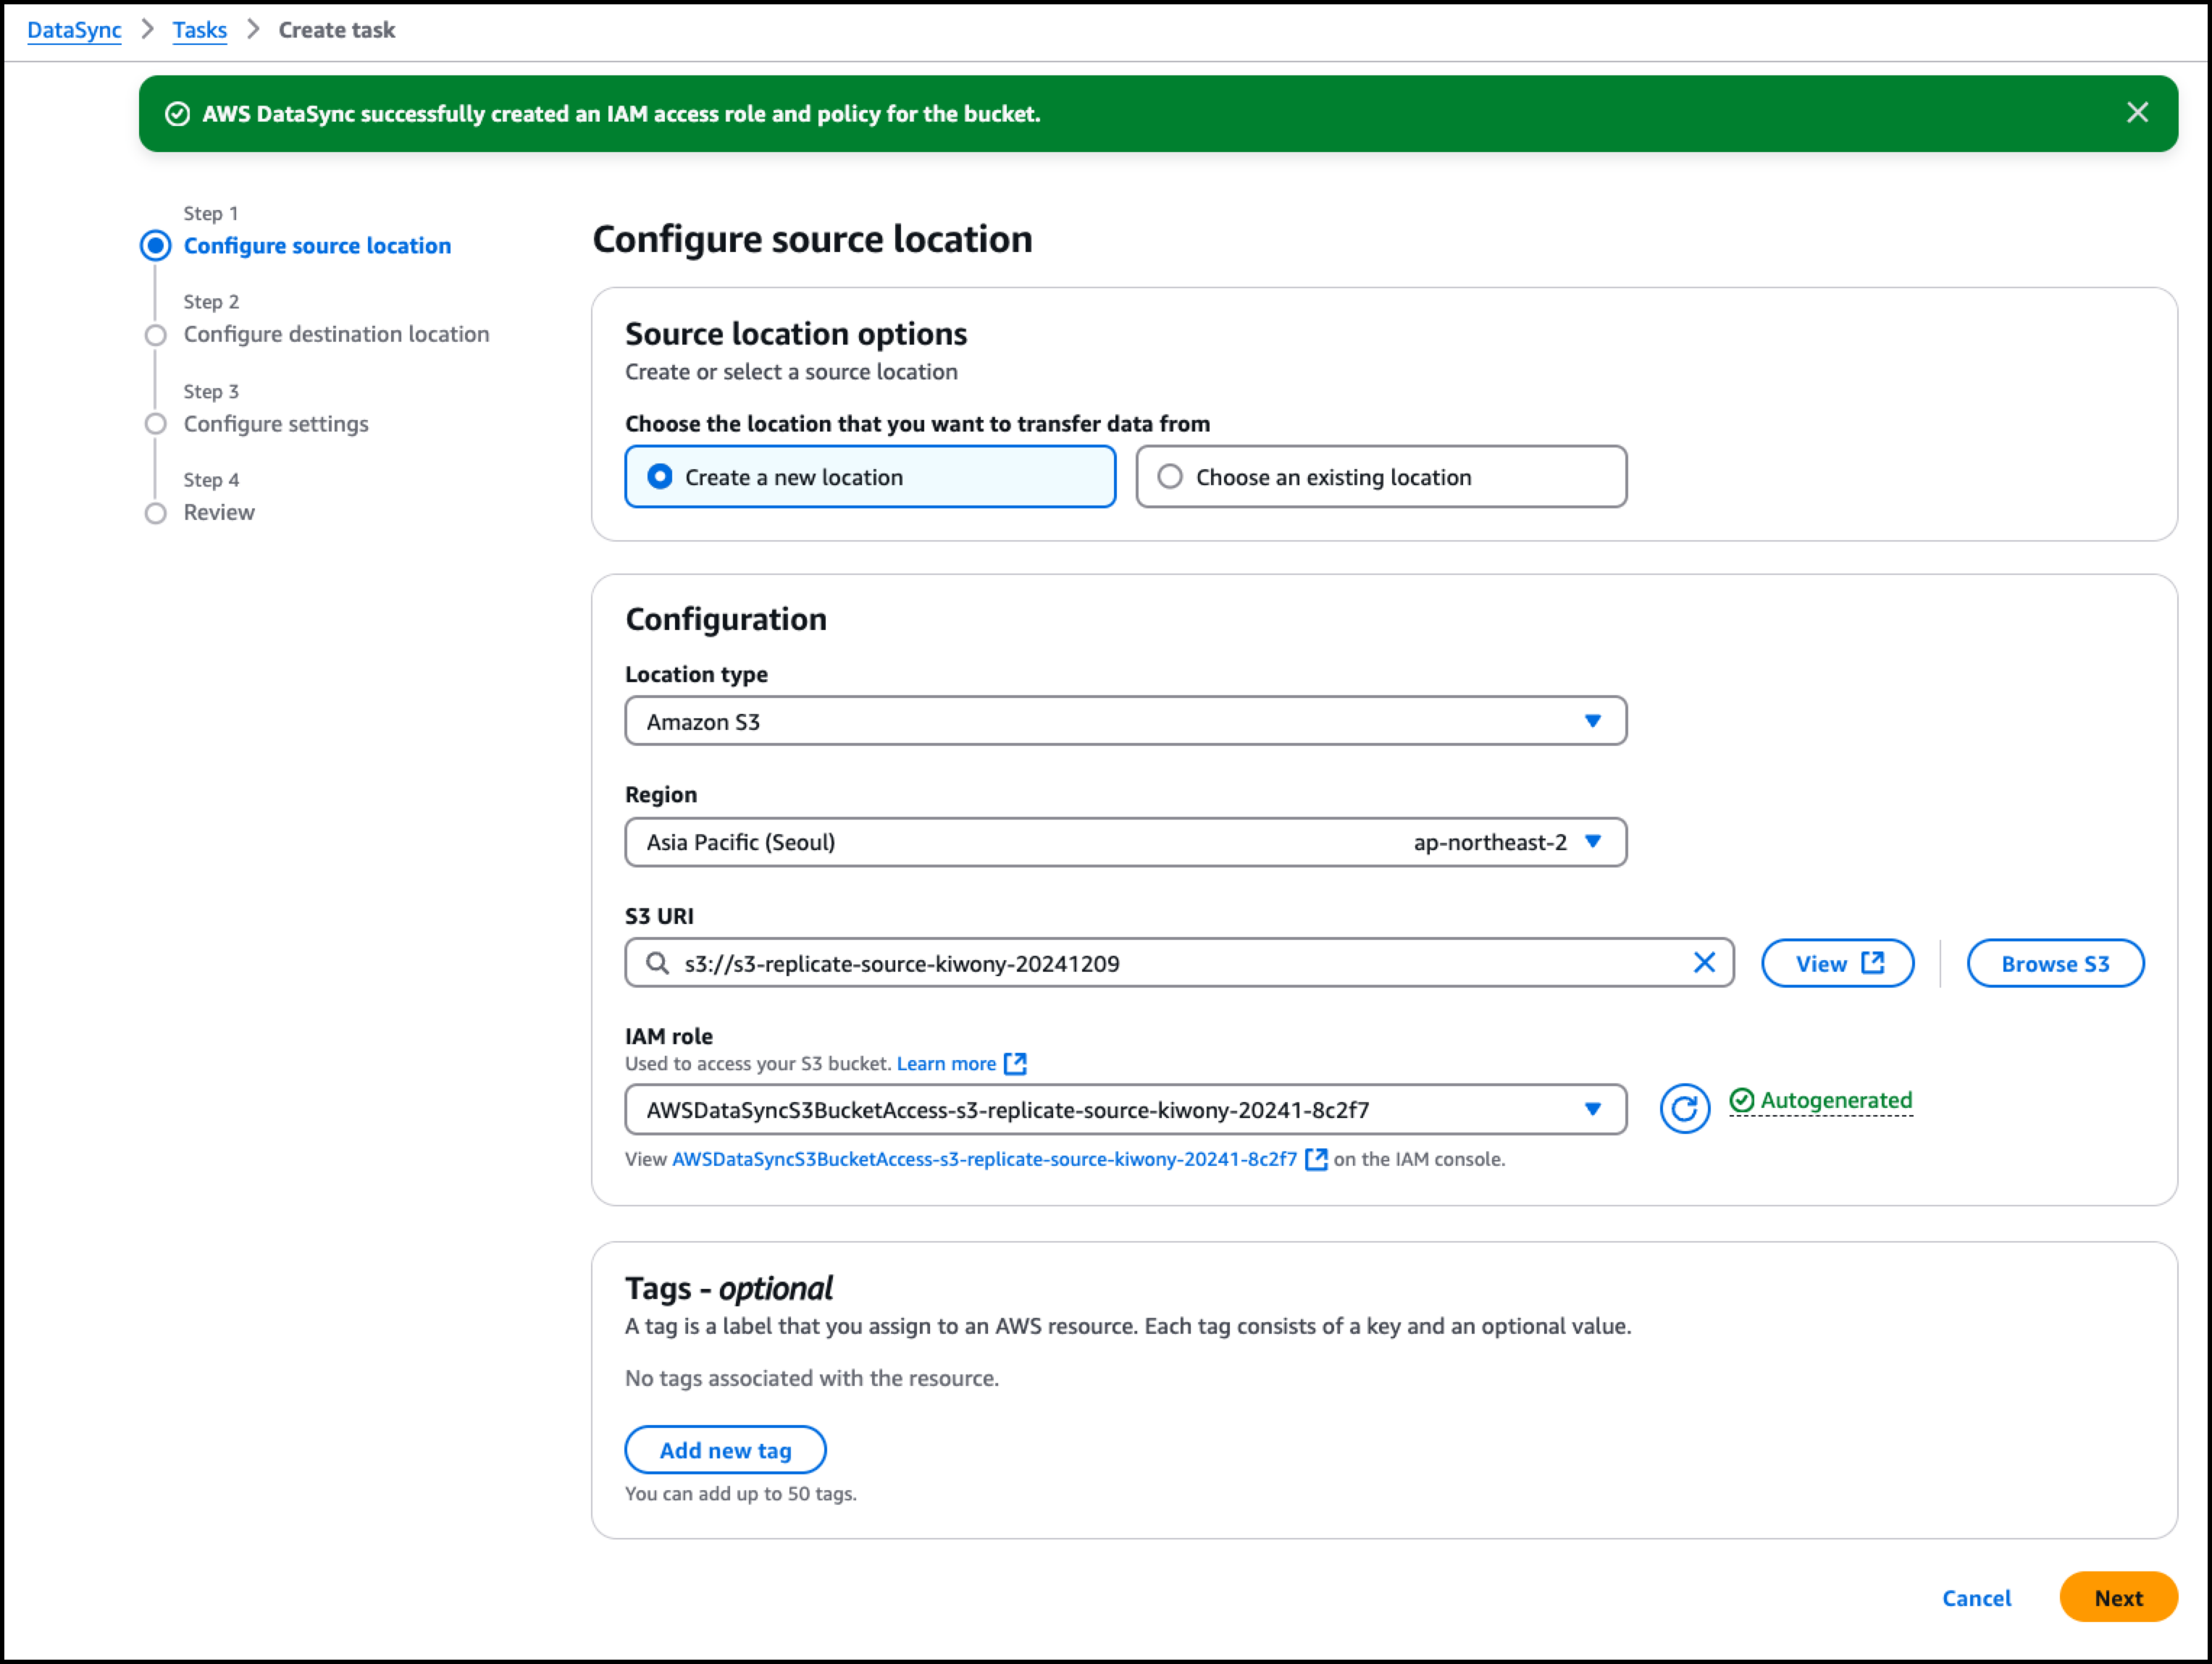 DataSync > Tasks > Create task
AWS DataSync successfully created an IAM access role and policy for the bucket.
Step 1
Configure source location
Step 2
Configure destination location
Step 3
Configure settings
Step 4
Review
Configure source location
Source location options
Create or select a source location
Choose the location that you want to transfer data from
Create a new location
Choose an existing location
Configuration
Location type
Amazon S3
Region
Asia Pacific (Seoul) ap-northeast-2
S3 URI
s3://s3-replicate-source-kiwony-20241209
View
Browse S3
IAM role
Used to access your S3 bucket. Learn more
AWSDataSyncS3BucketAccess-s3-replicate-source-kiwony-20241-8c2f7
Autogenerated
View AWSDataSyncS3BucketAccess-s3-replicate-source-kiwony-20241-8c2f7 on the IAM console.
Tags - optional
A tag is a label that you assign to an AWS resource. Each tag consists of a key and an optional value.
No tags associated with the resource.
Add new tag
You can add up to 50 tags.
Cancel
Next